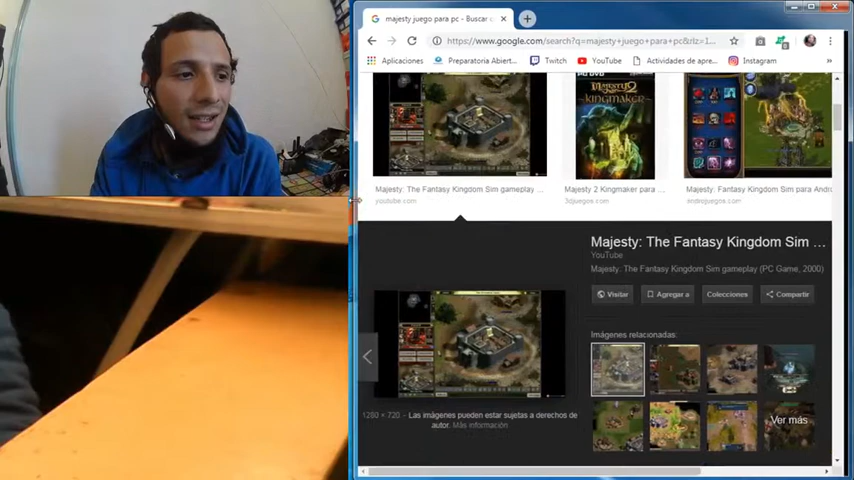 majesty juego para pc - Buscar c
https://www.google.com/search?q=majesty+juego+para+pc&rlz=1...
Aplicaciones
Preparatoria Abiert...
Twitch
YouTube
Actividades de apre...
Instagram
»
PC DVD
MAJESTY 2
KINGMAKER
Majesty: The Fantasy Kingdom Sim gameplay ...
youtube.com
Majesty 2 Kingmaker para ...
3djuegos.com
Majesty: Fantasy Kingdom Sim para Andr
androjuegos.com
Majesty: The Fantasy Kingdom Sim ...
YouTube
Majesty: The Fantasy Kingdom Sim gameplay (PC Game, 2000)
Visitar
Agregar a
Colecciones
Compartir
Imágenes relacionadas:
Ver más
1280 × 720 - Las imágenes pueden estar sujetas a derechos de
autor. Más información